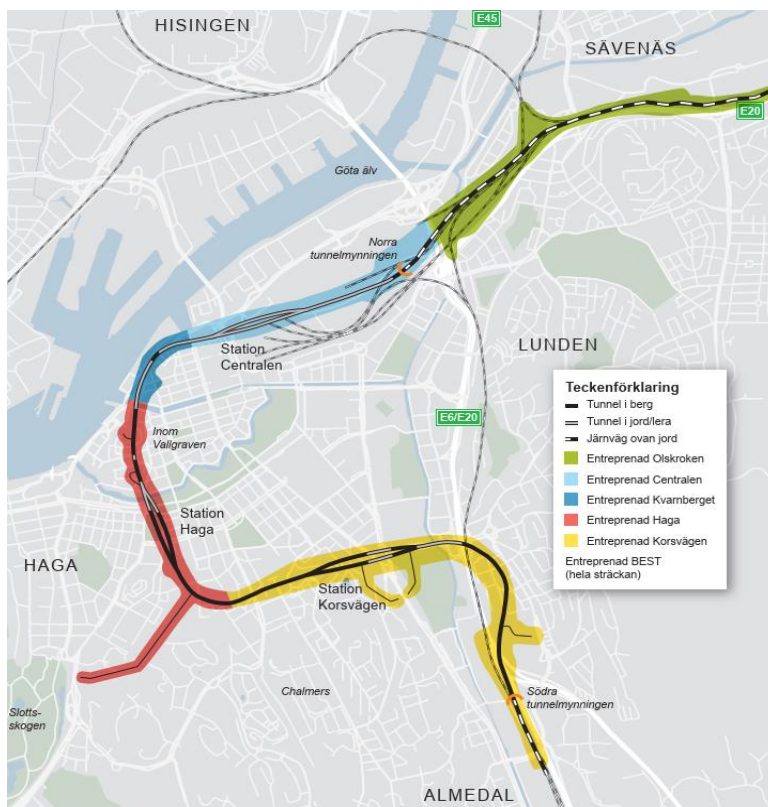 HISINGEN
E45
SÄVENÄS
E20
Göta älv
Norra
tunnelmynningen
Station
Centralen
LUNDEN
E6/E20
Inom
Vallgraven
Station
Haga
HAGA
Station
Korsvägen
Chalmers
Slotts-
skogen
Södra
tunnelmynningen
ALMEDAL
Teckenförklaring
Tunnel i berg
Tunnel i jord/lera
Järnväg ovan jord
Entreprenad Olskroken
Entreprenad Centralen
Entreprenad Kvarnberget
Entreprenad Haga
Entreprenad Korsvägen
Entreprenad BEST
(hela sträckan)